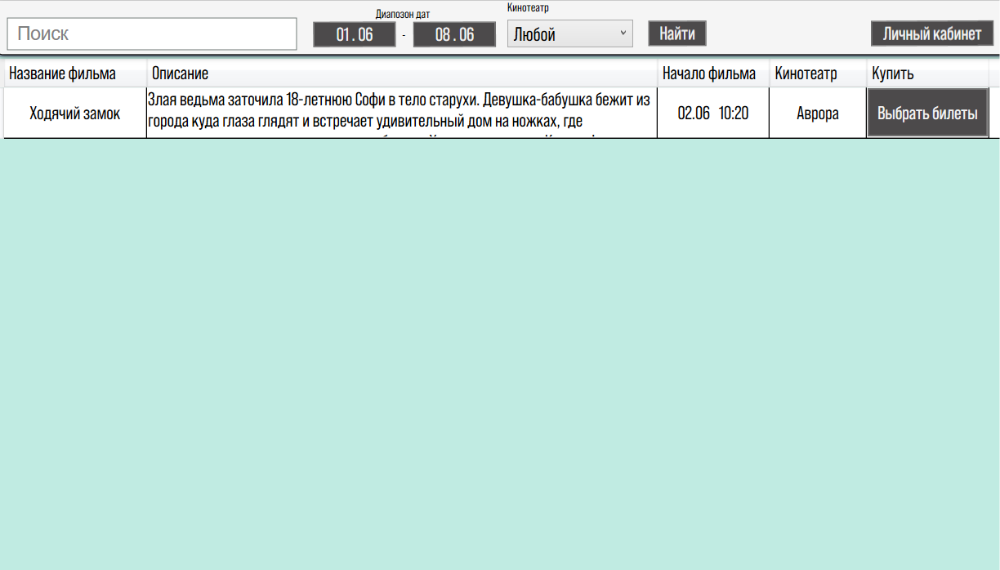 Поиск
Диапозон дат
01.06 - 08.06
Кинотеатр
Любой
Найти
Личный кабинет
Название фильма Описание Начало фильма Кинотеатр Купить
Ходячий замок
Злая ведьма заточила 18-летнюю Софи в тело старухи. Девушка-бабушка бежит из
города куда глаза глядят и встречает удивительный дом на ножках, где
02.06 10:20
Аврора
Выбрать билеты